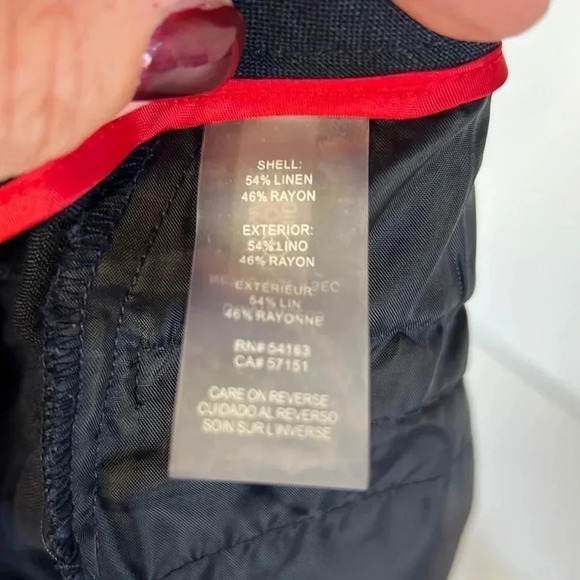 SHELL:
54% LINEN
46% RAYON
EXTERIOR:
54% LINO
46% RAYON
EXTÉRIEUR:
54% LIN
46% RAYONNE
RN# 54163
CA# 57151
CARE ON REVERSE
CUIDADO AL REVERSO
SOIN SUR L'INVERSE